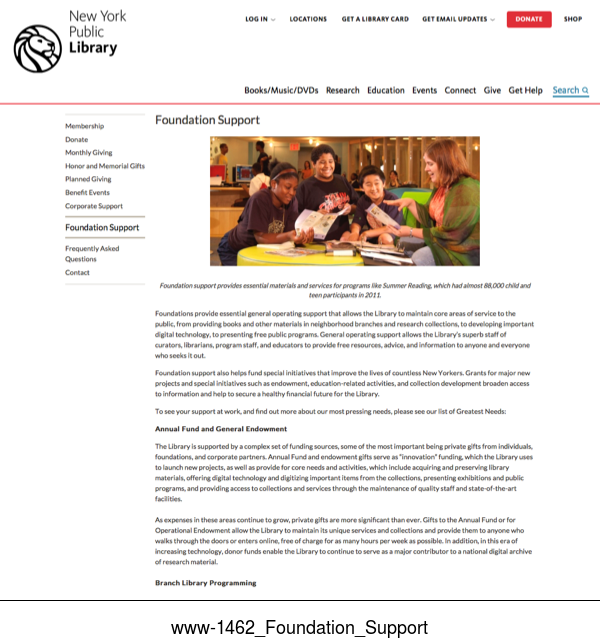 New York
Public
Library
LOG IN
LOCATIONS
GET A LIBRARY CARD
GET EMAIL UPDATES
DONATE
SHOP
Books/Music/DVDs Research Education Events Connect Give Get Help Search
Membership
Donate
Monthly Giving
Honor and Memorial Gifts
Planned Giving
Benefit Events
Corporate Support
Foundation Support
Frequently Asked
Questions
Contact
Foundation Support
Foundation support provides essential materials and services for programs like Summer Reading, which had almost 88,000 child and
teen participants in 2011.
Foundations provide essential general operating support that allows the Library to maintain core areas of service to the
public, from providing books and other materials in neighborhood branches and research collections, to developing important
digital technology, to presenting free public programs. General operating support allows the Library's superb staff of
curators, librarians, program staff, and educators to provide free resources, advice, and information to anyone and everyone
who seeks it out.
Foundation support also helps fund special initiatives that improve the lives of countless New Yorkers. Grants for major new
projects and special initiatives such as endowment, education-related activities, and collection development broaden access
to information and help to secure a healthy financial future for the Library.
To see your support at work, and find out more about our most pressing needs, please see our list of Greatest Needs:
Annual Fund and General Endowment
The Library is supported by a complex set of funding sources, some of the most important being private gifts from individuals,
foundations, and corporate partners. Annual Fund and endowment gifts serve as "innovation" funding, which the Library uses
to launch new projects, as well as provide for core needs and activities, which include acquiring and preserving library
materials, offering digital technology and digitizing important items from the collections, presenting exhibitions and public
programs, and providing access to collections and services through the maintenance of quality staff and state-of-the-art
facilities.
As expenses in these areas continue to grow, private gifts are more significant than ever. Gifts to the Annual Fund or for
Operational Endowment allow the Library to maintain its unique services and collections and provide them to anyone who
walks through the doors or enters online, free of charge for as many hours per week as possible. In addition, in this era of
increasing technology, donor funds enable the Library to continue to serve as a major contributor to a national digital archive
of research material.
Branch Library Programming
www-1462_Foundation_Support